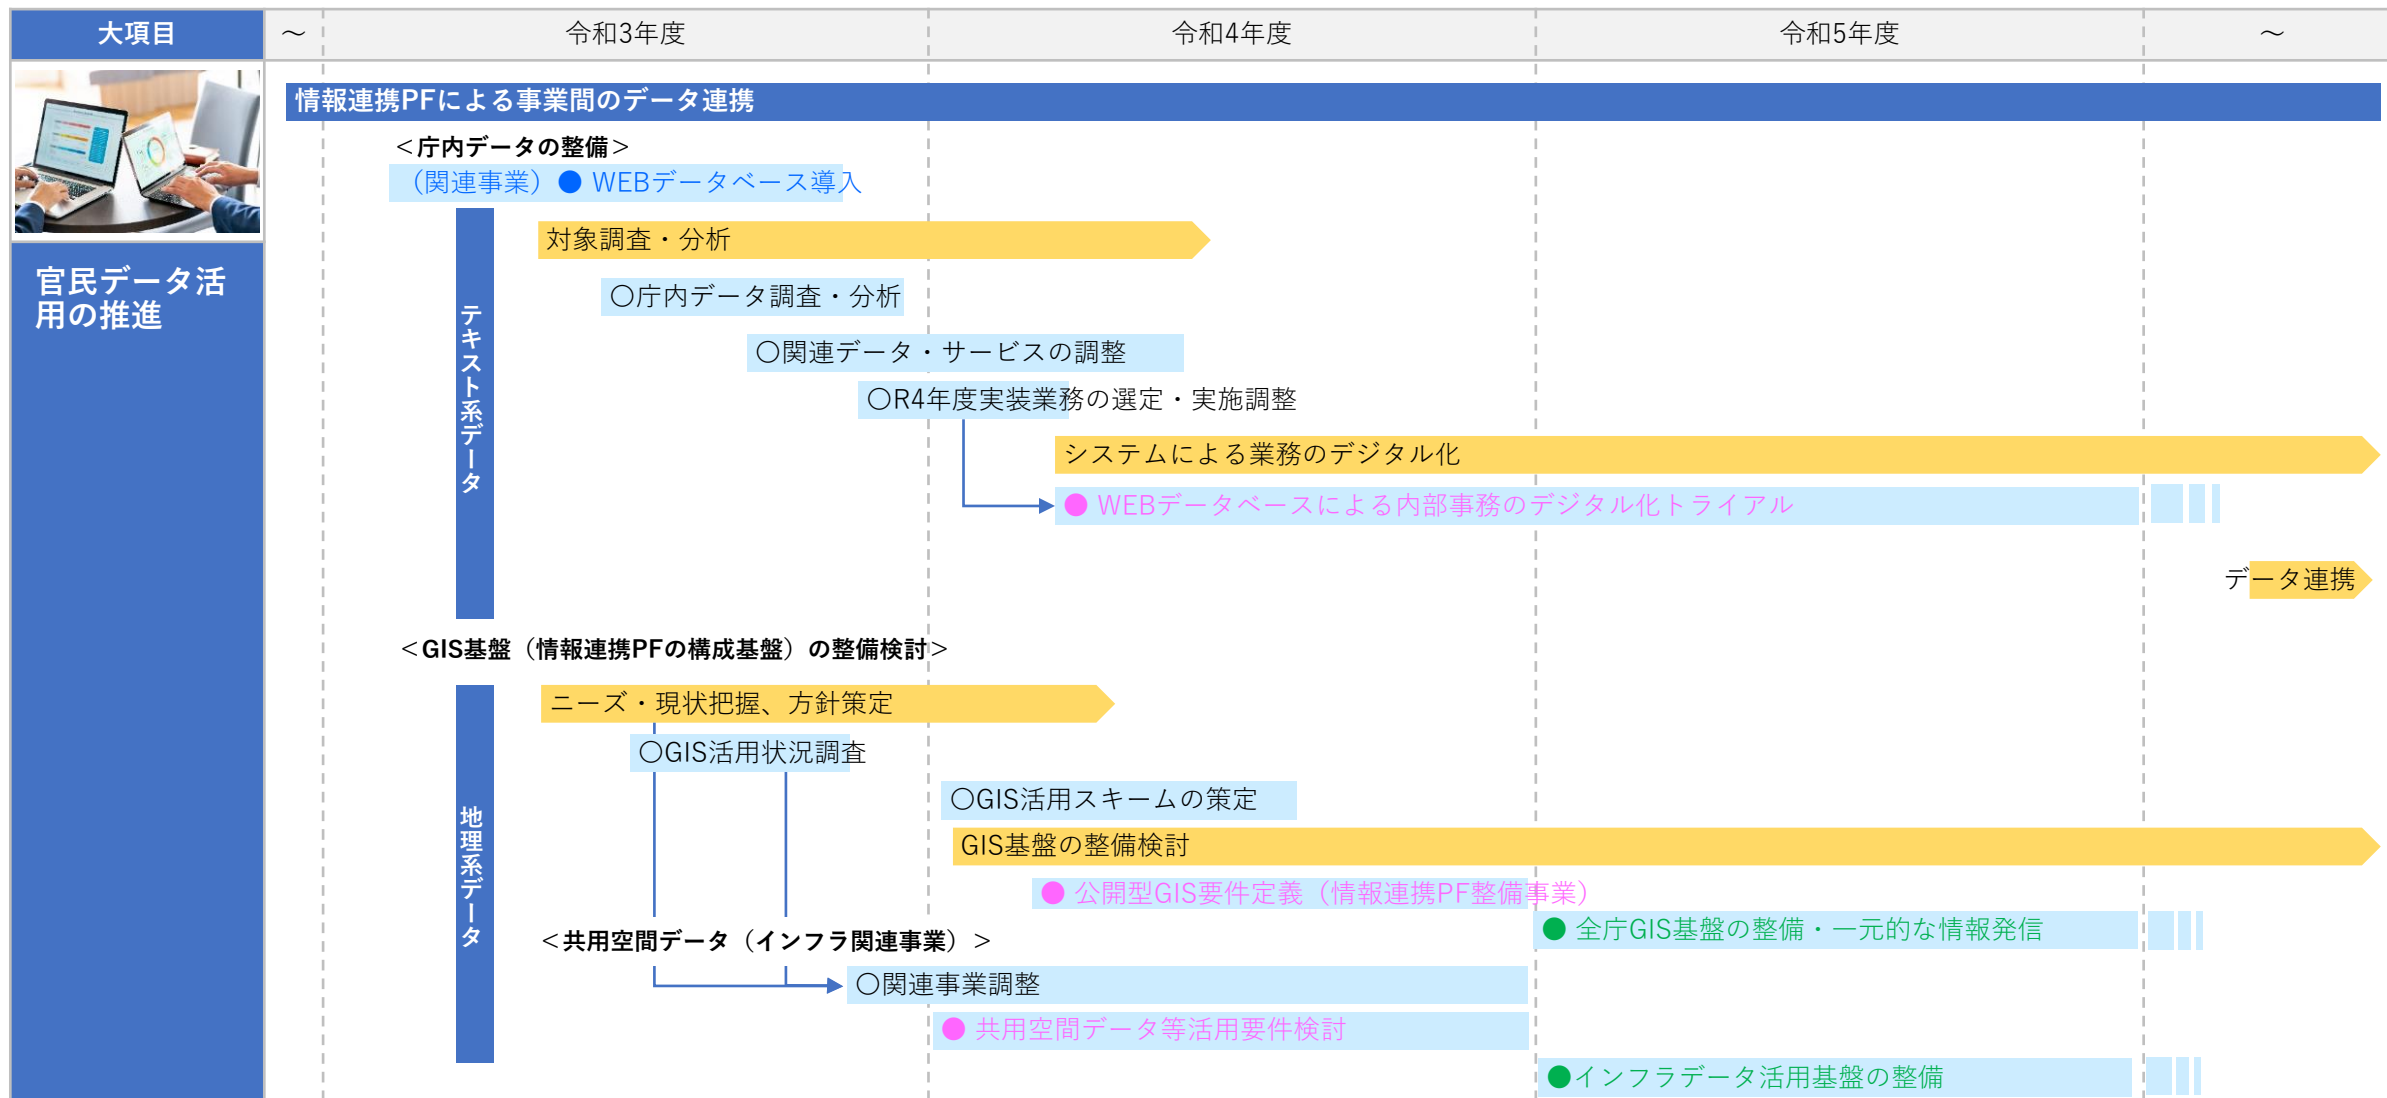 大項目
～
令和3年度
令和4年度
令和5年度
～
情報連携PFによる事業間のデータ連携
＜庁内データの整備＞
（関連事業）● WEBデータベース導入
官民データ活
用の推進
テキスト系データ
対象調査・分析
〇庁内データ調査・分析
〇関連データ・サービスの調整
〇R4年度実装業務の選定・実施調整
システムによる業務のデジタル化
● WEBデータベースによる内部事務のデジタル化トライアル
データ連携
＜GIS基盤（情報連携PFの構成基盤）の整備検討＞
地理系データ
ニーズ・現状把握、方針策定
〇GIS活用状況調査
〇GIS活用スキームの策定
GIS基盤の整備検討
● 公開型GIS要件定義（情報連携PF整備事業）
● 全庁GIS基盤の整備・一元的な情報発信
＜共用空間データ（インフラ関連事業）＞
〇関連事業調整
● 共用空間データ等活用要件検討
●インフラデータ活用基盤の整備